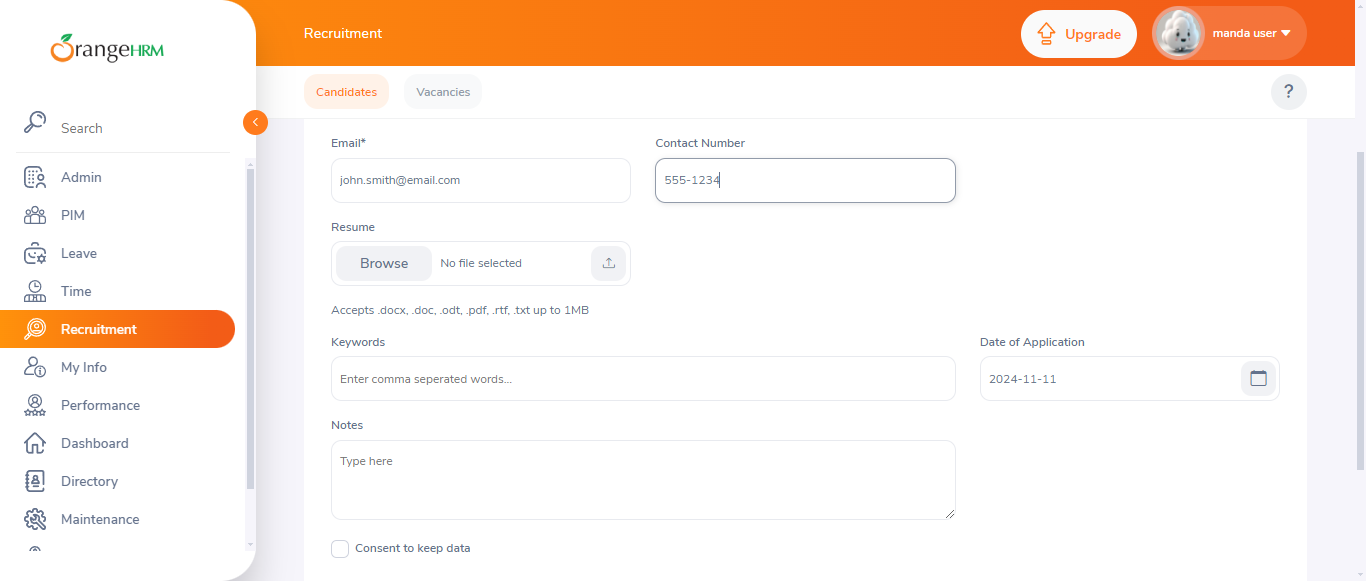 OrangeHRM
Search
Admin
PIM
Leave
Time
Recruitment
My Info
Performance
Dashboard
Directory
Maintenance
Recruitment
Upgrade
manda user
Candidates
Vacancies
?
Email*
Contact Number
john.smith@email.com
555-1234
Resume
Browse
No file selected
Accepts .docx, .doc, .odt, .pdf, .rtf, .txt up to 1MB
Keywords
Date of Application
Enter comma seperated words...
2024-11-11
Notes
Type here
Consent to keep data